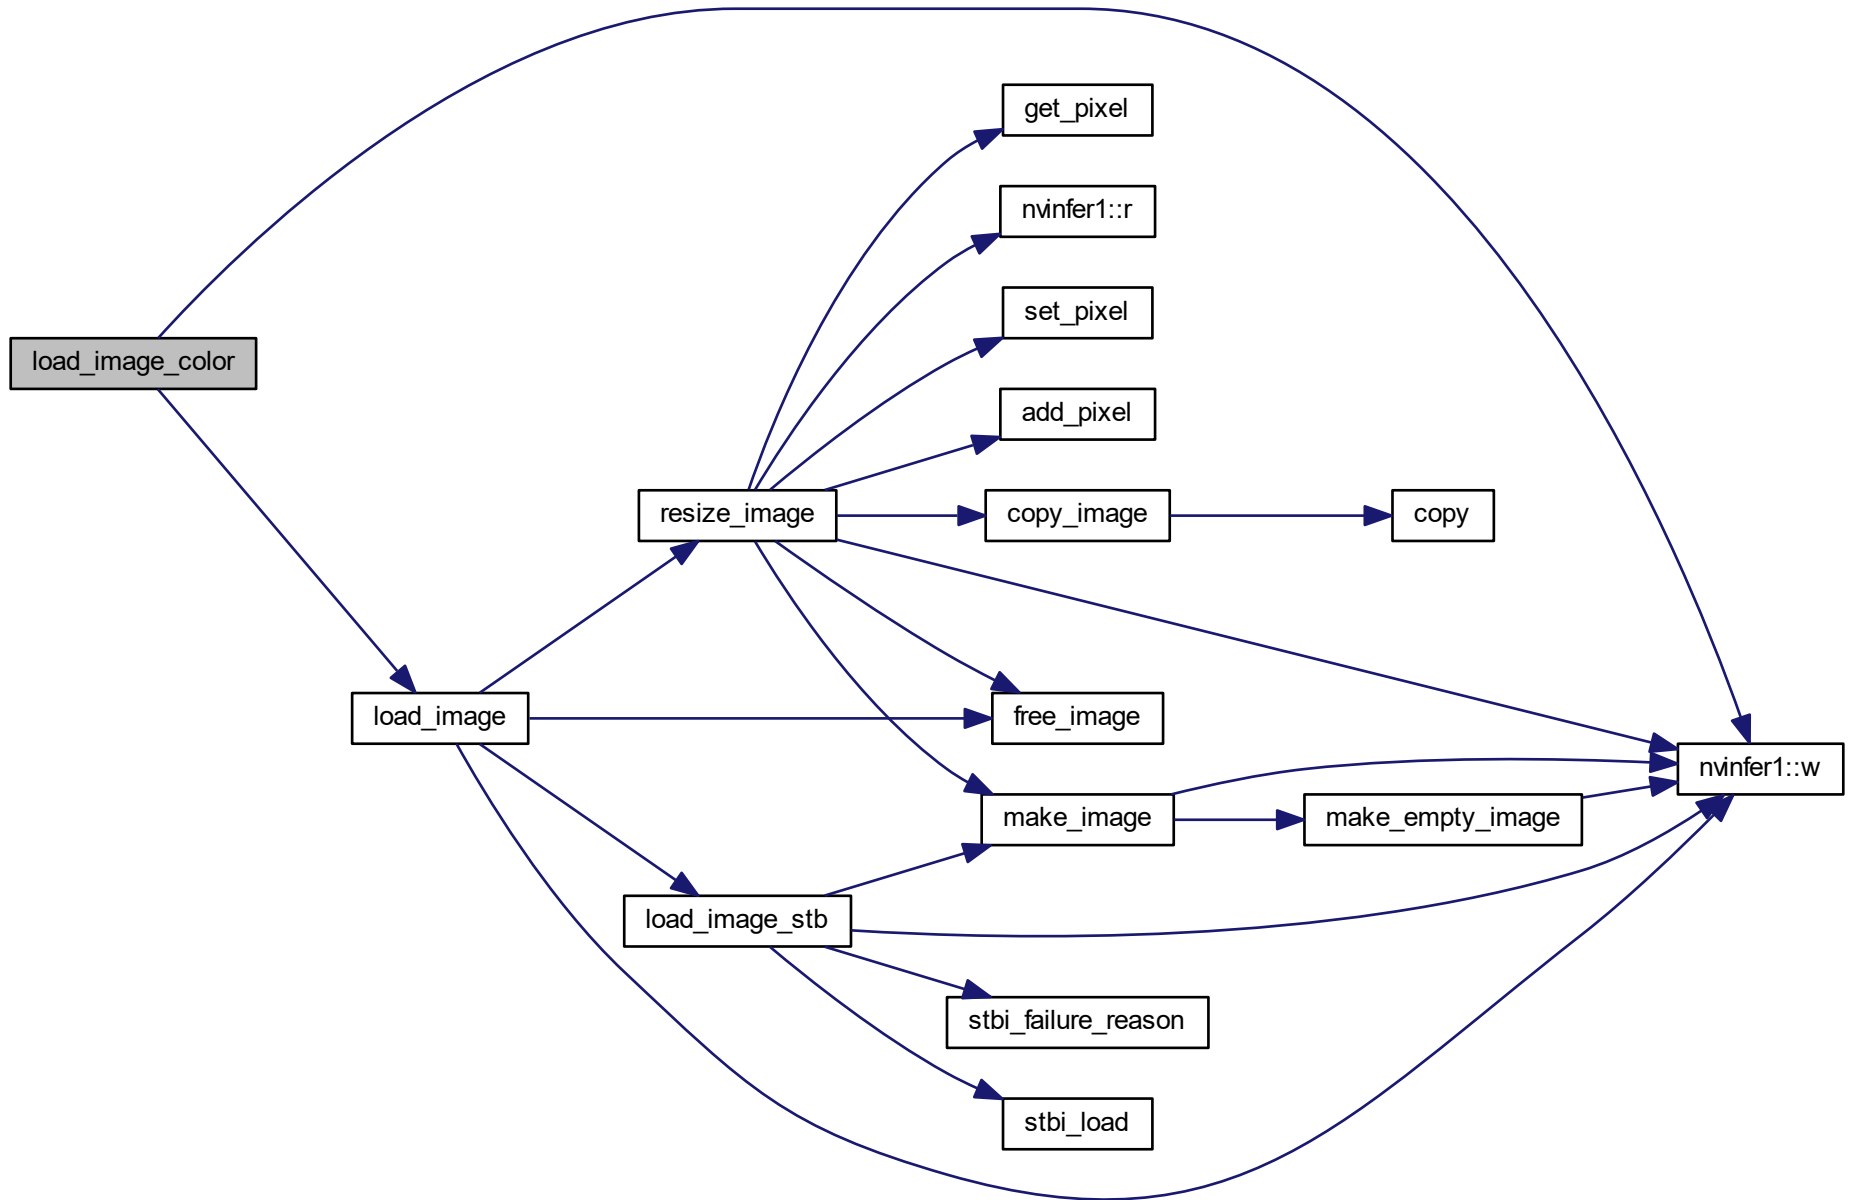 get_pixel
nvinfer1::r
set_pixel
load_image_color
add_pixel
resize_image
copy_image
copy
load_image
free_image
nvinfer1::w
make_image
make_empty_image
load_image_stb
stbi_failure_reason
stbi_load